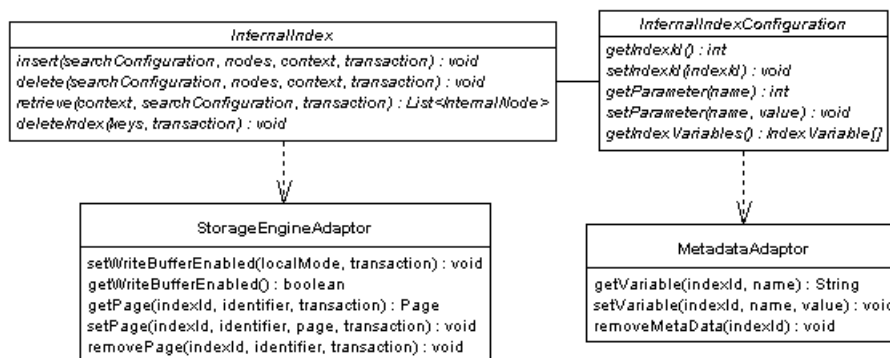 InternalIndex
insert(searchConfiguration, nodes, context, transaction) : void
delete(searchConfiguration, nodes, context, transaction) : void
retrieve(context, searchConfiguration, transaction) : List<InternalNode>
deleteIndex(keys, transaction) : void
InternalIndexConfiguration
getIndexId() : int
setIndexId(indexId) : void
getParameter(name) : int
setParameter(name, value) : void
getIndexVariables() : IndexVariable[]
StorageEngineAdaptor
setWriteBufferEnabled(localMode, transaction) : void
getWriteBufferEnabled() : boolean
getPage(indexId, identifier, transaction) : Page
setPage(indexId, identifier, page, transaction) : void
removePage(indexId, identifier, transaction) : void
MetadataAdaptor
getVariable(indexId, name) : String
setVariable(indexId, name, value) : void
removeMetaData(indexId) : void